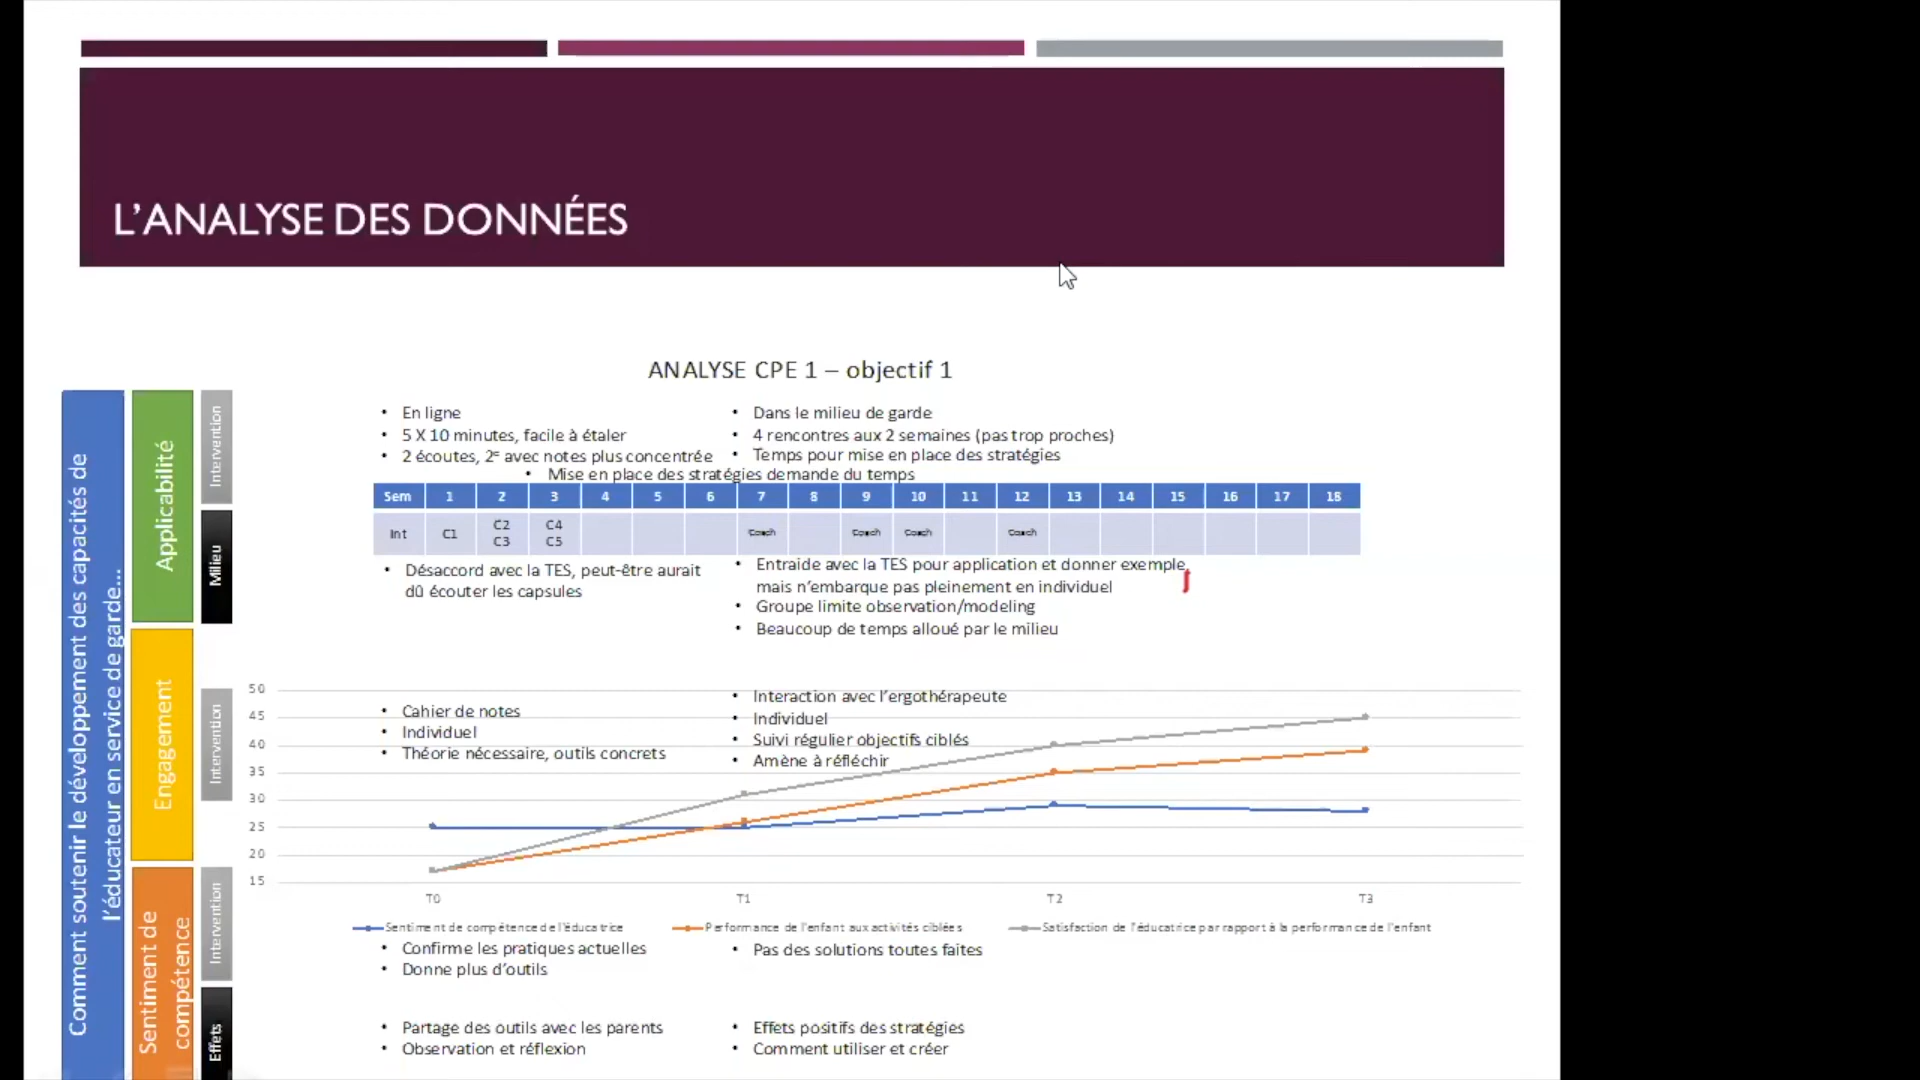 L'ANALYSE DES DONNÉES
ANALYSE CPE 1 – objectif 1
Comment soutenir le développement des capacités de
l'éducateur en service de garde...
Applicabilité
Intervention
Milieu
• En ligne
• 5 X 10 minutes, facile à étaler
• 2 écoutes, 2e avec notes plus concentrée
• Dans le milieu de garde
• 4 rencontres aux 2 semaines (pas trop proches)
• Temps pour mise en place des stratégies
• Mise en place des stratégies demande du temps
Sem 1 2 3 4 5 6 7 8 9 10 11 12 13 14 15 16 17 18
Int C1 C2 C3 C4 C5 Coach Coach Coach Coach
• Désaccord avec la TES, peut-être aurait
dû écouter les capsules
• Entraide avec la TES pour application et donner exemple,
mais n'embarque pas pleinement en individuel
• Groupe limite observation/modeling
• Beaucoup de temps alloué par le milieu
Engagement
Intervention
• Cahier de notes
• Individuel
• Théorie nécessaire, outils concrets
• Interaction avec l'ergothérapeute
• Individuel
• Suivi régulier objectifs ciblés
• Amène à réfléchir
50
45
40
35
30
25
20
15
T0 T1 T2 T3
Sentiment de compétence de l'éducatrice
Performance de l'enfant aux activités ciblées
Satisfaction de l'éducatrice par rapport à la performance de l'enfant
Sentiment de
compétence
Intervention
Effets
• Confirme les pratiques actuelles
• Donne plus d'outils
• Pas des solutions toutes faites
• Partage des outils avec les parents
• Observation et réflexion
• Effets positifs des stratégies
• Comment utiliser et créer